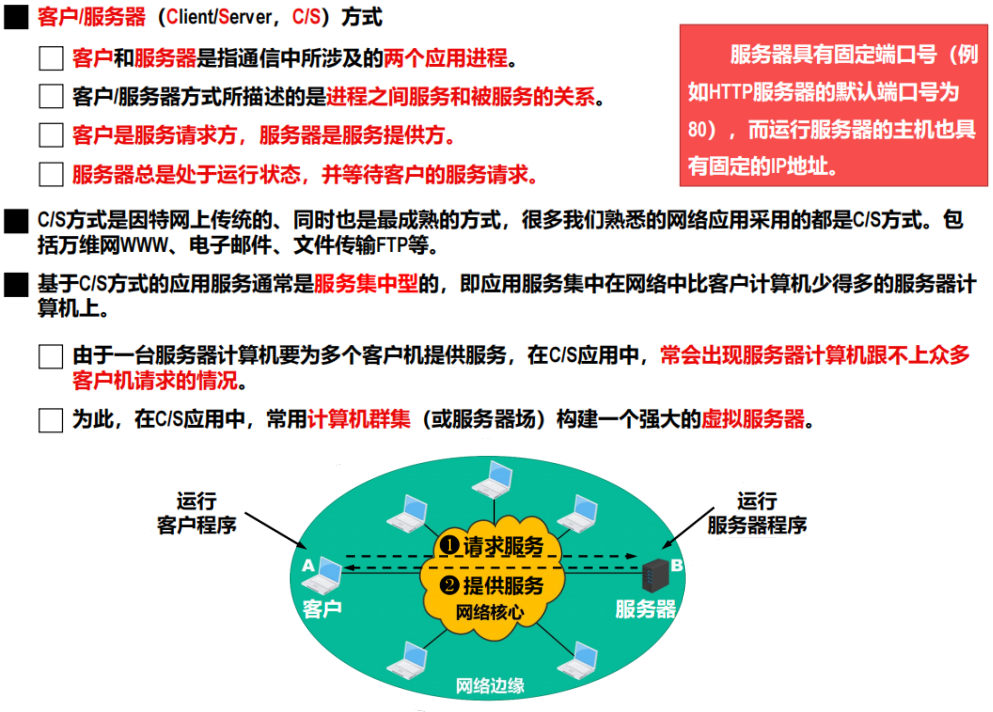 客户/服务器（Client/Server，C/S）方式
客户和服务器是指通信中所涉及的两个应用进程。
客户/服务器方式所描述的是进程之间服务和被服务的关系。
客户是服务请求方，服务器是服务提供方。
服务器总是处于运行状态，并等待客户的服务请求。
服务器具有固定端口号（例
如HTTP服务器的默认端口号为
80），而运行服务器的主机也具
有固定的IP地址。
C/S方式是因特网上传统的、同时也是最成熟的方式，很多我们熟悉的网络应用采用的都是C/S方式。包
括万维网WWW、电子邮件、文件传输FTP等。
基于C/S方式的应用服务通常是服务集中型的，即应用服务集中在网络中比客户计算机少得多的服务器计
算机上。
由于一台服务器计算机要为多个客户机提供服务，在C/S应用中，常会出现服务器计算机跟不上众多
客户机请求的情况。
为此，在C/S应用中，常用计算机群集（或服务器场）构建一个强大的虚拟服务器。
运行
客户程序
运行
服务器程序
❶请求服务
A
B
❷提供服务
客户
网络核心
服务器
网络边缘